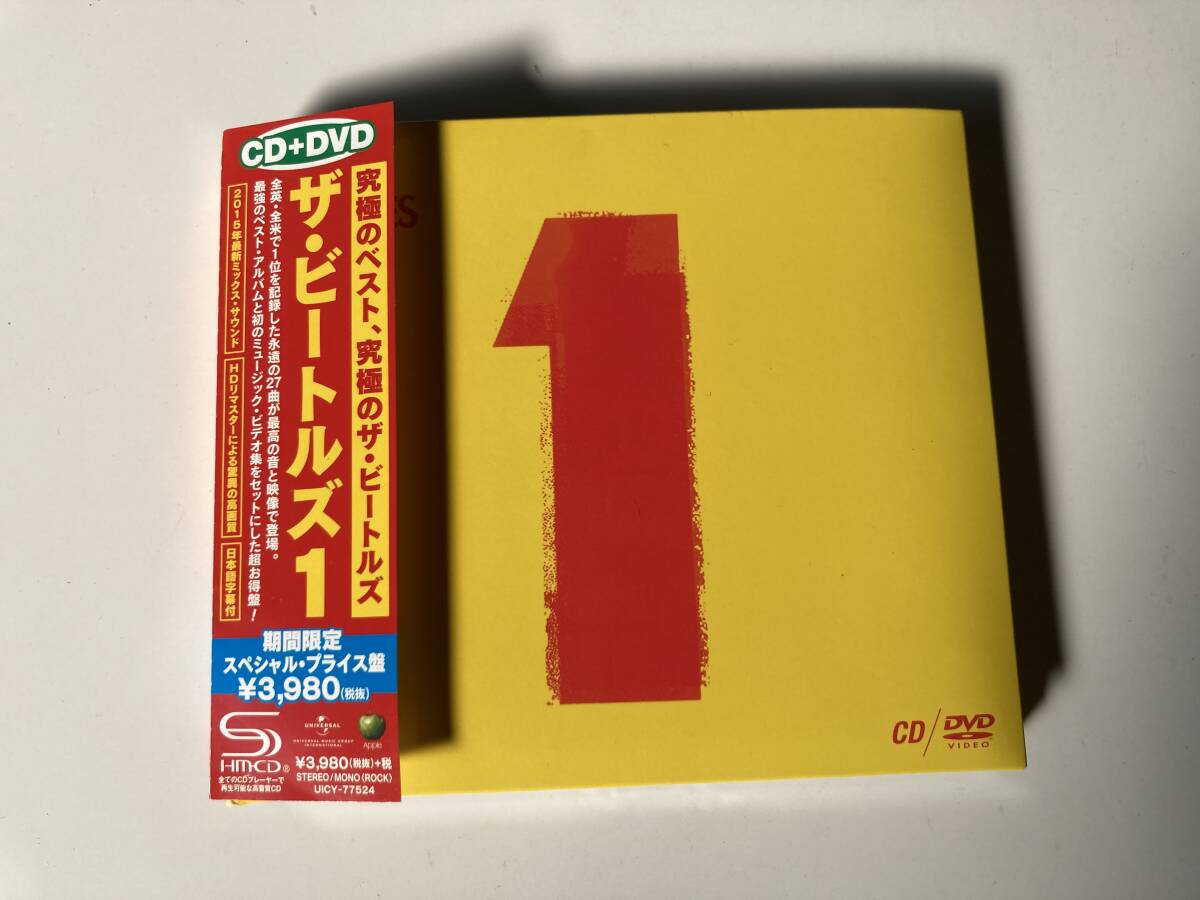 CD+DVD
究極のベスト、究極のザ・ビートルズ
ザ・ビートルズ 1
全英・全米で1位を記録した永遠の27曲が最高の音と映像で登場。
最強のベスト・アルバムと初のミュージック・ビデオ集をセットにした超お得盤!
2015年最新ミックス・サウンド
HDリマスターによる驚異の高画質
日本語字幕付
期間限定
スペシャル・プライス盤
¥3,980(税抜)
HMCD®
全てのCDプレーヤーで
再生可能な高音質CD
UNIVERSAL
UNIVERSAL MUSIC GROUP
INTERNATIONAL
Apple
¥3,980(税抜)+税
STEREO/MONO (ROCK)
UICY-77524
ES
1
CD/DVD
VIDEO